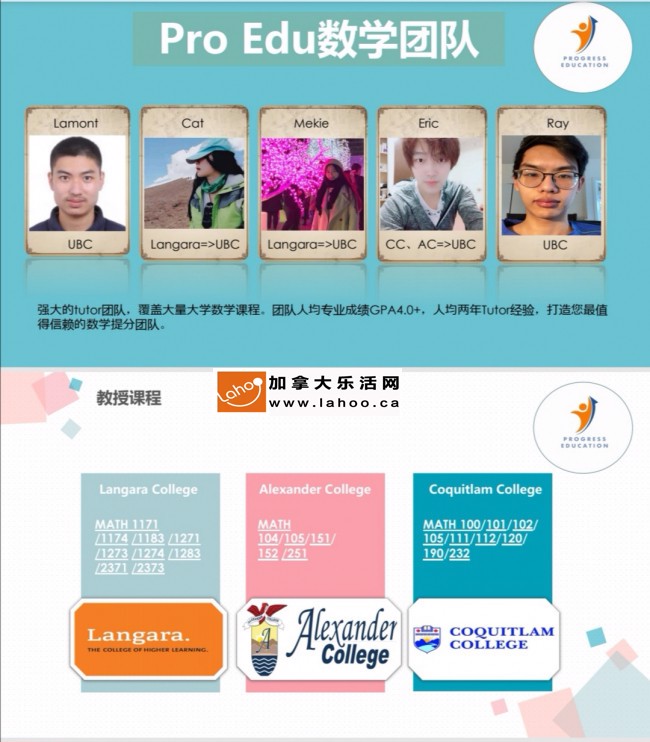 Pro Edu数学团队
PROGRESS
EDUCATION
Lamont
Cat
Mekie
Eric
Ray
UBC
Langara=>UBC
Langara=>UBC
CC、AC=>UBC
UBC
强大的tutor团队，覆盖大量大学数学课程。团队人均专业成绩GPA4.0+，人均两年Tutor经验，打造您最值
得信赖的数学提分团队。
教授课程
Lahoo
加拿大乐活网
www.lahoo.ca
PROGRESS
EDUCATION
Langara College
MATH 1171
/1174 /1183 /1271
/1273 /1274 /1283
/2371 /2373
Alexander College
MATH
104/105/151/
152 /251
Coquitlam College
MATH 100/101/102/
105/111/112/120/
190/232
Langara.
THE COLLEGE OF HIGHER LEARNING.
A
Alexander
College
COQUITLAM
COLLEGE